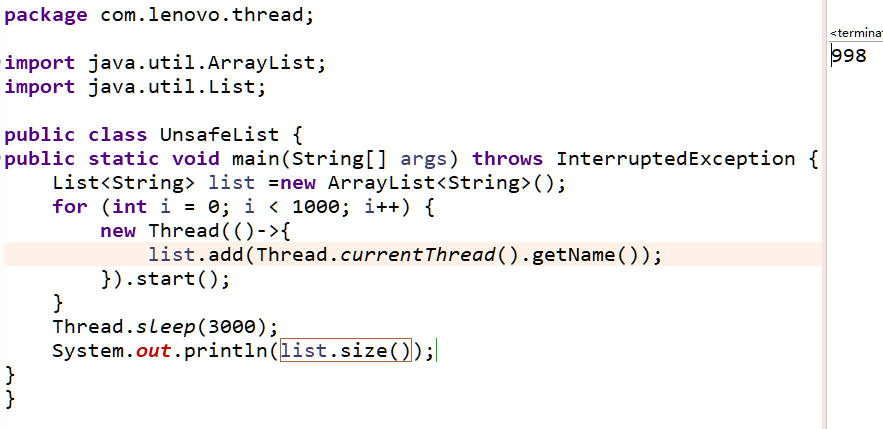 package com.lenovo.thread;
import java.util.ArrayList;
import java.util.List;
public class UnsafeList {
public static void main(String[] args) throws InterruptedException {
List<String> list =new ArrayList<String>();
for (int i = 0; i < 1000; i++) {
new Thread(()->{
list.add(Thread.currentThread().getName());
}).start();
}
Thread.sleep(3000);
System.out.println(list.size());
}
}
<termina
998